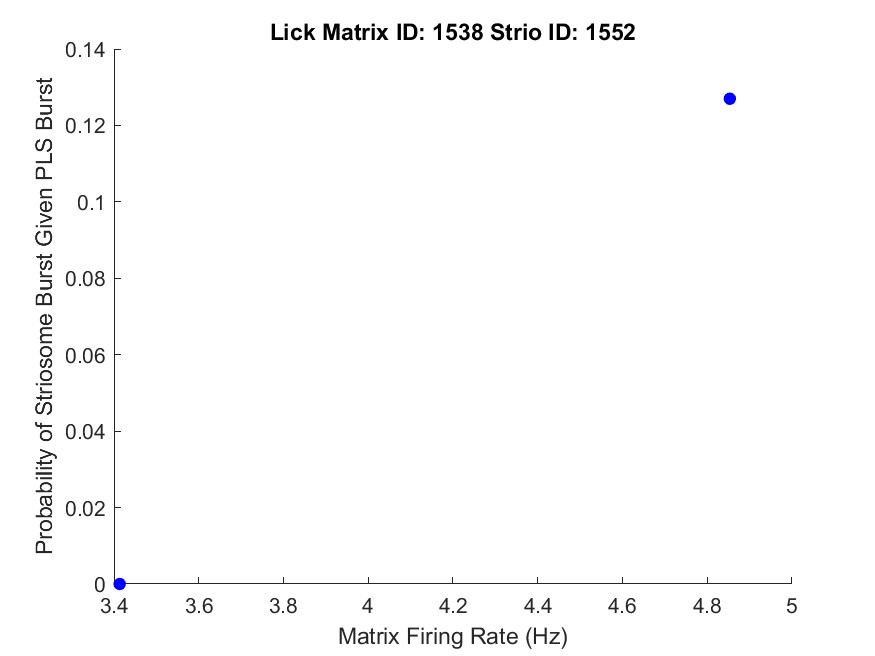 Lick Matrix ID: 1538 Strio ID: 1552
Probability of Striosome Burst Given PLS Burst
0.14
0.12
0.1
0.08
0.06
0.04
0.02
0
3.4 3.6 3.8 4 4.2 4.4 4.6 4.8 5
Matrix Firing Rate (Hz)